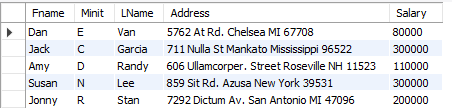 Fname Minit LName Address Salary
Dan E Van 5762 At Rd. Chelsea MI 67708 80000
Jack C Garcia 711 Nulla St Mankato Mississippi 96522 300000
Amy D Randy 606 Ullamcorper. Street Roseville NH 11523 110000
Susan N Lee 859 Sit Rd. Azusa New York 39531 300000
Jonny R Stan 7292 Dictum Av. San Antonio MI 47096 200000